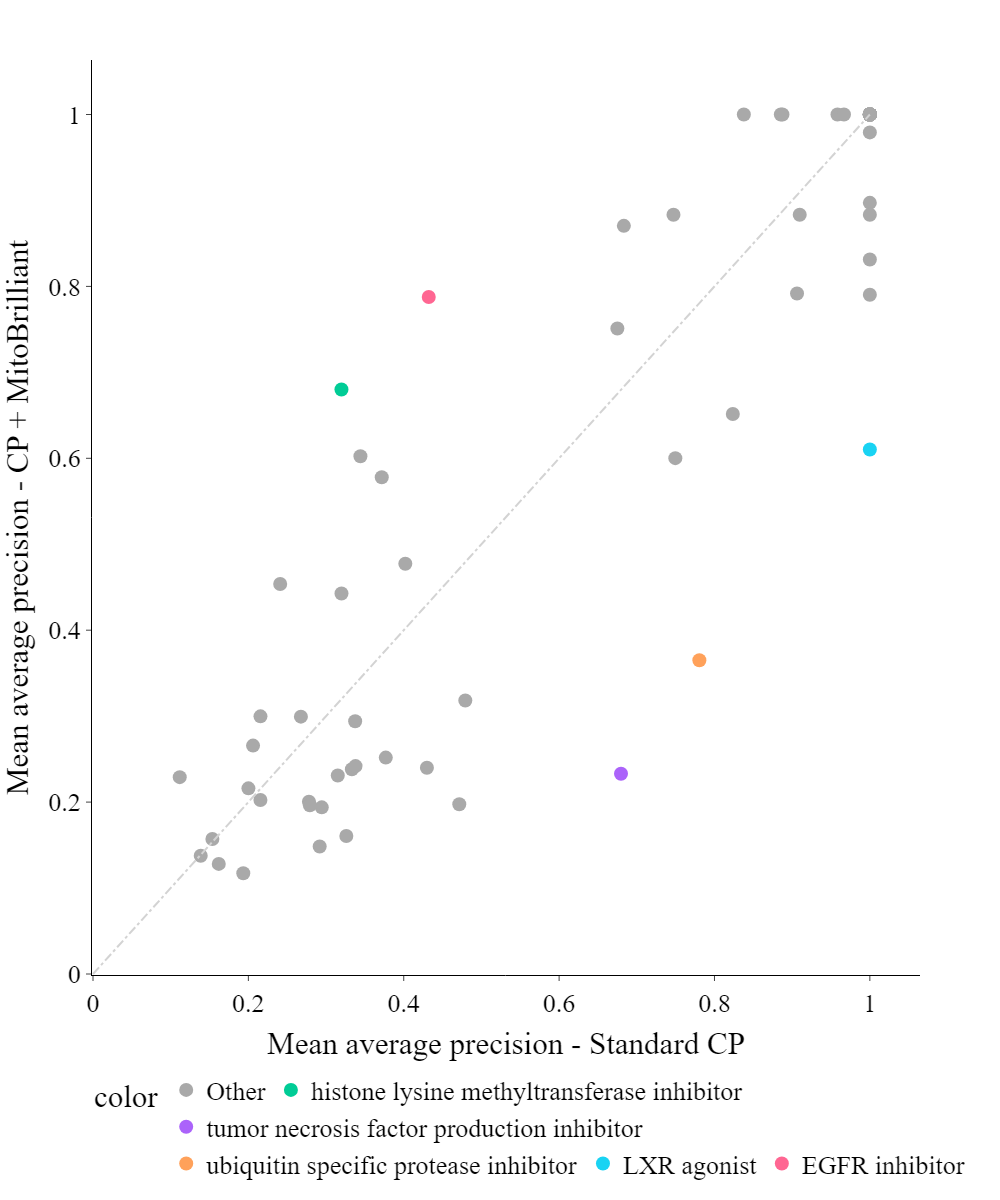 Mean average precision - CP + MitoBrilliant
1
0.8
0.6
0.4
0.2
0
0 0.2 0.4 0.6 0.8 1
Mean average precision - Standard CP
color Other histone lysine methyltransferase inhibitor
tumor necrosis factor production inhibitor
ubiquitin specific protease inhibitor LXR agonist EGFR inhibitor